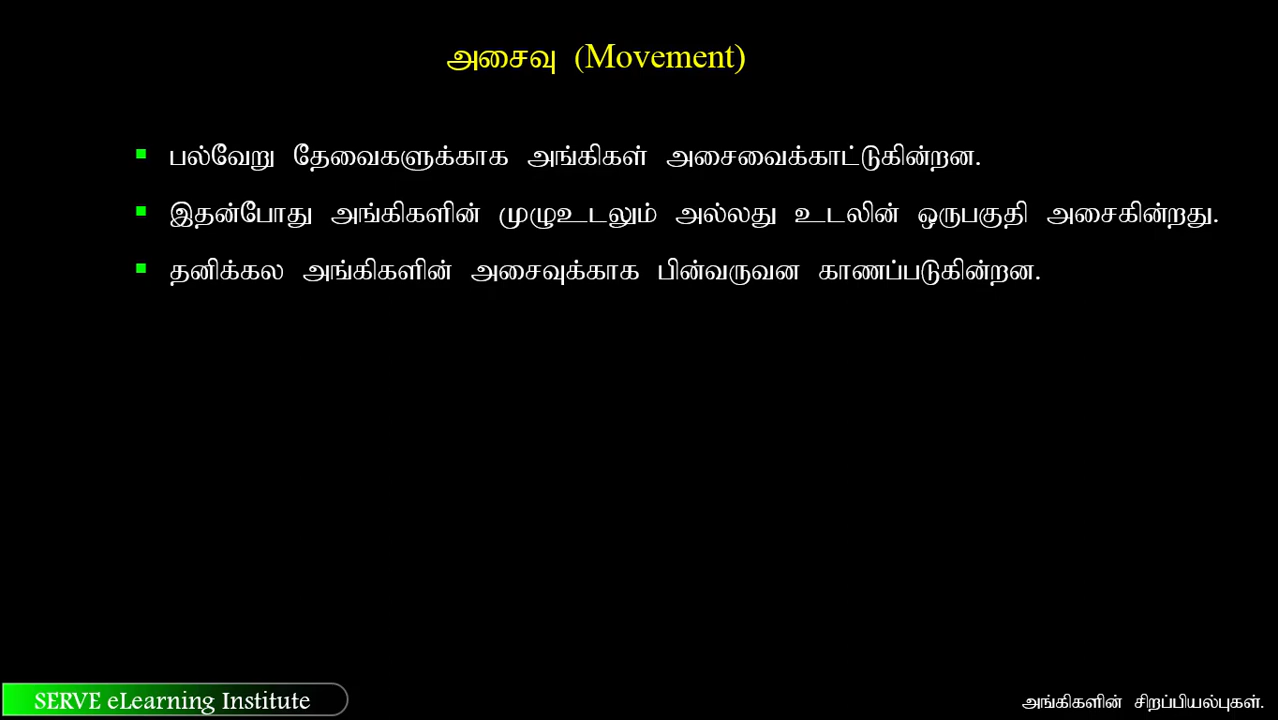 அசைவு (Movement)
பல்வேறு தேவைகளுக்காக அங்கிகள் அசைவைக்காட்டுகின்றன.
இதன்போது அங்கிகளின் முழுஉடலும் அல்லது உடலின் ஒருபகுதி அசைகின்றது.
தனிக்கல அங்கிகளின் அசைவுக்காக பின்வருவன காணப்படுகின்றன.
SERVE eLearning Institute
அங்கிகளின் சிறப்பியல்புகள்.